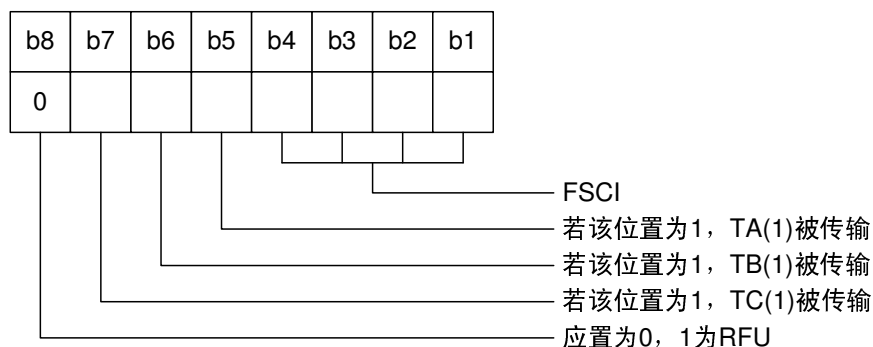 b8 b7 b6 b5 b4 b3 b2 b1
0
FSCI
若该位置为1，TA(1)被传输
若该位置为1，TB(1)被传输
若该位置为1，TC(1)被传输
应置为0，1为RFU